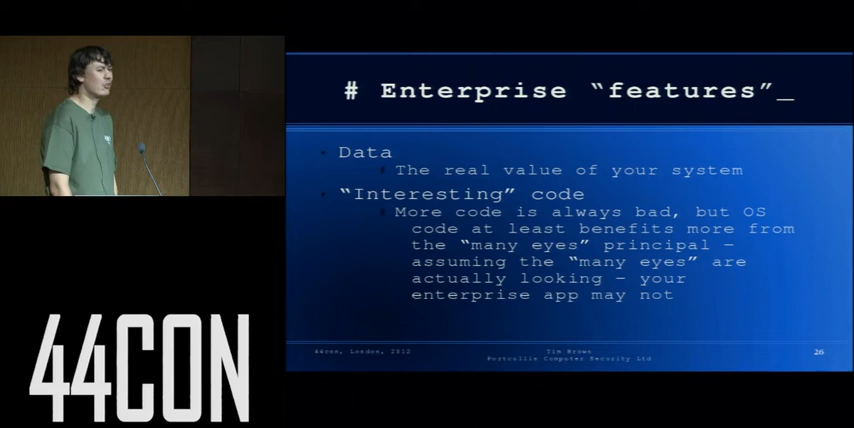 # Enterprise “features”_
• Data
# The real value of your system
• “Interesting” code
# More code is always bad, but OS
code at least benefits more from
the “many eyes” principal –
assuming the “many eyes” are
actually looking – your
enterprise app may not
44con, London, 2012
Tim Brown
Portcullis Computer Security Ltd
26
44CON